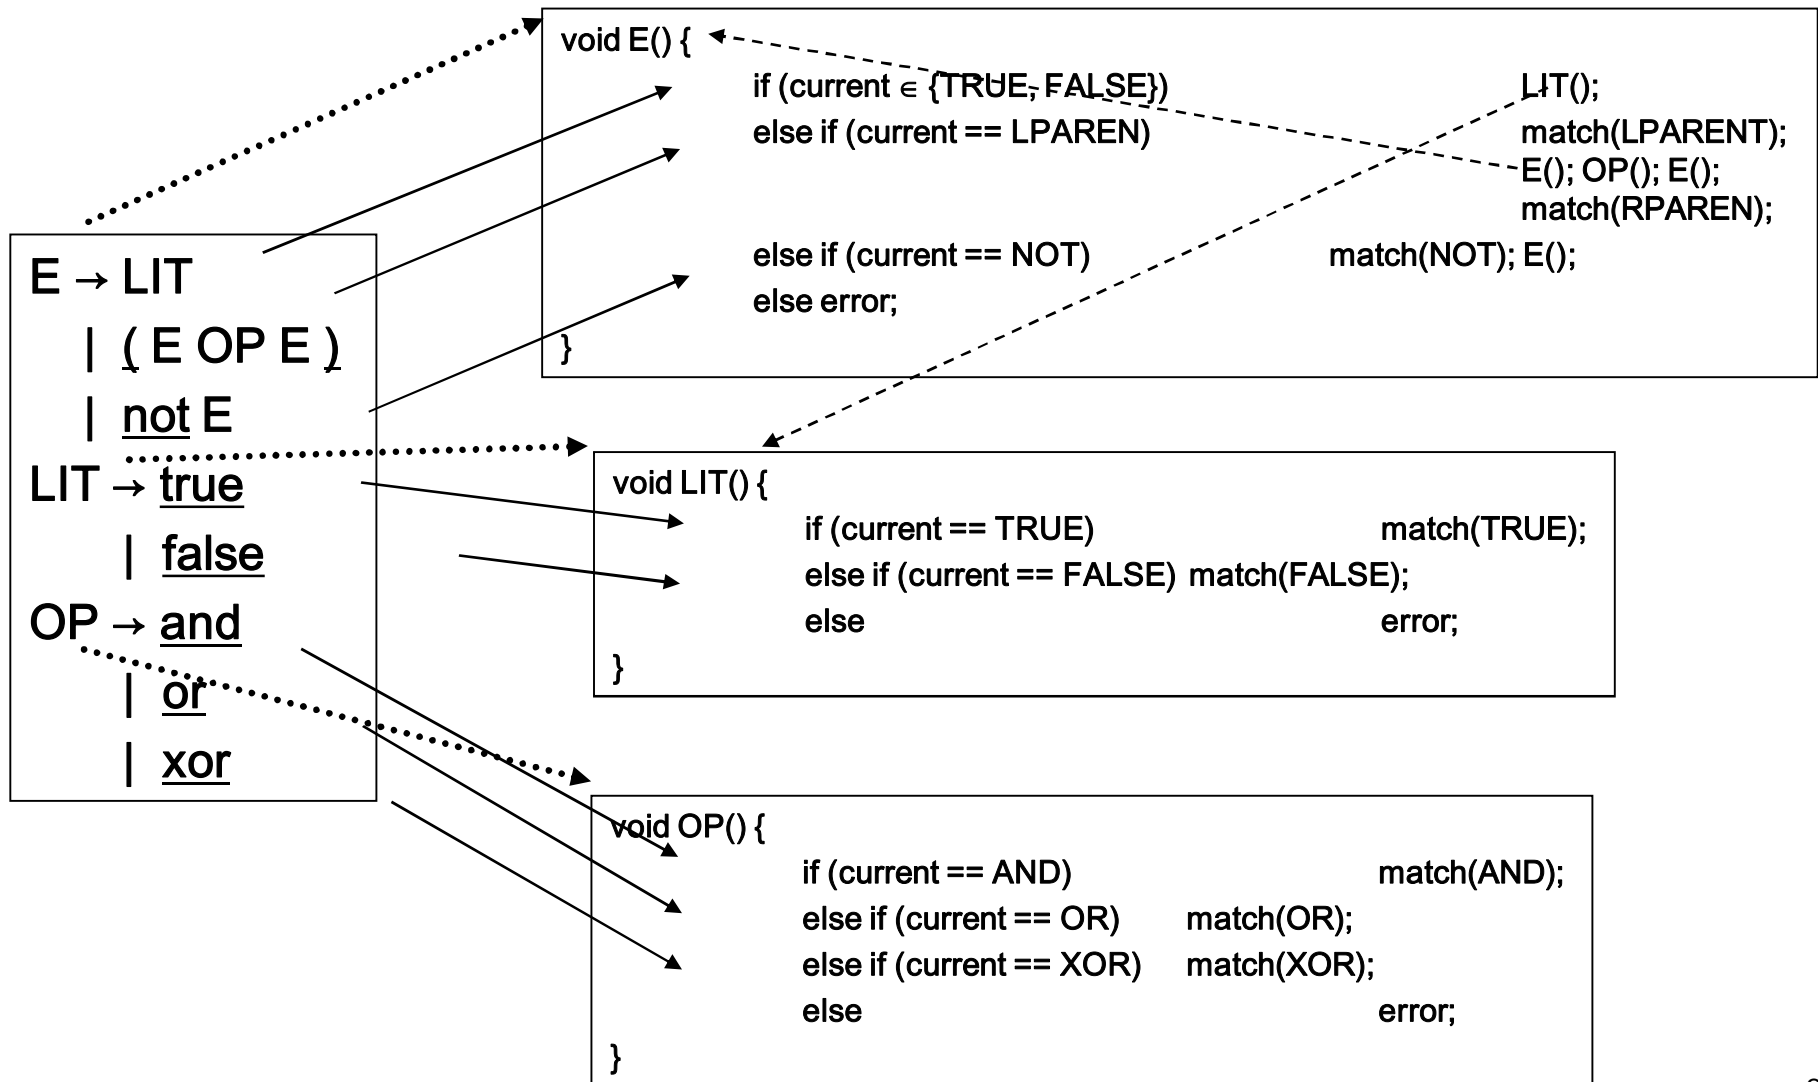 void E() {
if (current ∈ {TRUE, FALSE}) LIT();
else if (current == LPAREN) match(LPARENT);
E(); OP(); E();
match(RPAREN);
else if (current == NOT) match(NOT); E();
else error;
}
E → LIT
| ( E OP E )
| not E
LIT → true
| false
OP → and
| or
| xor
void LIT() {
if (current == TRUE) match(TRUE);
else if (current == FALSE) match(FALSE);
else error;
}
void OP() {
if (current == AND) match(AND);
else if (current == OR) match(OR);
else if (current == XOR) match(XOR);
else error;
}